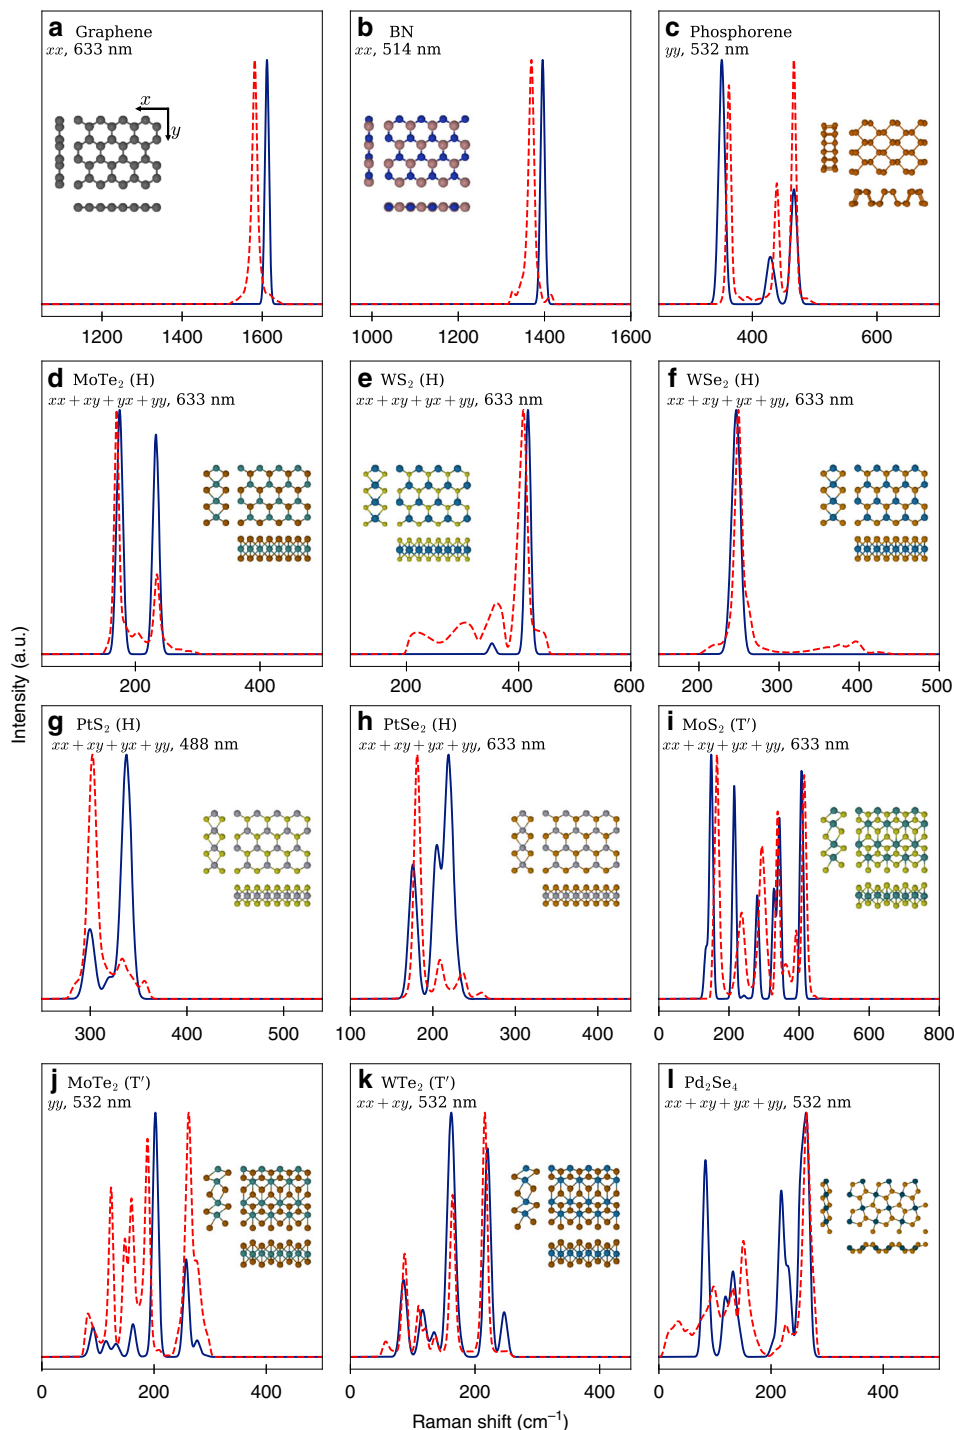 a Graphene
xx, 633 nm
x
y
1200 1400 1600
b BN
xx, 514 nm
1000 1200 1400 1600
c Phosphorene
yy, 532 nm
400 600
d MoTe₂ (H)
xx + xy + yx + yy, 633 nm
200 400
e WS₂ (H)
xx + xy + yx + yy, 633 nm
200 400 600
f WSe₂ (H)
xx + xy + yx + yy, 633 nm
200 300 400 500
g PtS₂ (H)
xx + xy + yx + yy, 488 nm
300 400 500
h PtSe₂ (H)
xx + xy + yx + yy, 633 nm
100 200 300 400
i MoS₂ (T′)
xx + xy + yx + yy, 633 nm
0 200 400 600 800
j MoTe₂ (T′)
yy, 532 nm
0 200 400
k WTe₂ (T′)
xx + xy, 532 nm
0 200 400
l Pd₂Se₄
xx + xy + yx + yy, 532 nm
0 200 400
Intensity (a.u.)
Raman shift (cm⁻¹)